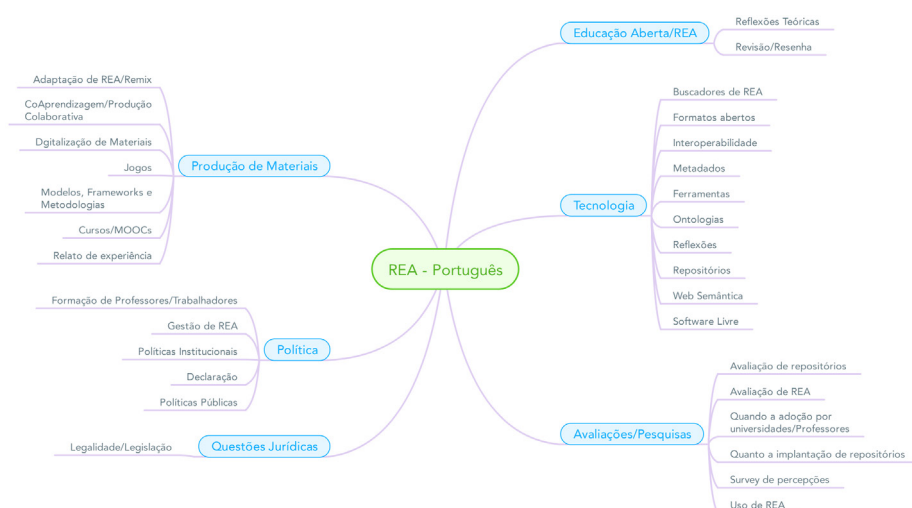 REA - Português
Educação Aberta/REA
Reflexões Teóricas
Revisão/Resenha
Tecnologia
Buscadores de REA
Formatos abertos
Interoperabilidade
Metadados
Ferramentas
Ontologias
Reflexões
Repositórios
Web Semântica
Software Livre
Avaliações/Pesquisas
Avaliação de repositórios
Avaliação de REA
Quando a adoção por
universidades/Professores
Quanto a implantação de repositórios
Survey de percepções
Uso de REA
Produção de Materiais
Adaptação de REA/Remix
CoAprendizagem/Produção
Colaborativa
Dgitalização de Materiais
Jogos
Modelos, Frameworks e
Metodologias
Cursos/MOOCs
Relato de experiência
Política
Formação de Professores/Trabalhadores
Gestão de REA
Políticas Institucionais
Declaração
Políticas Públicas
Questões Jurídicas
Legalidade/Legislação